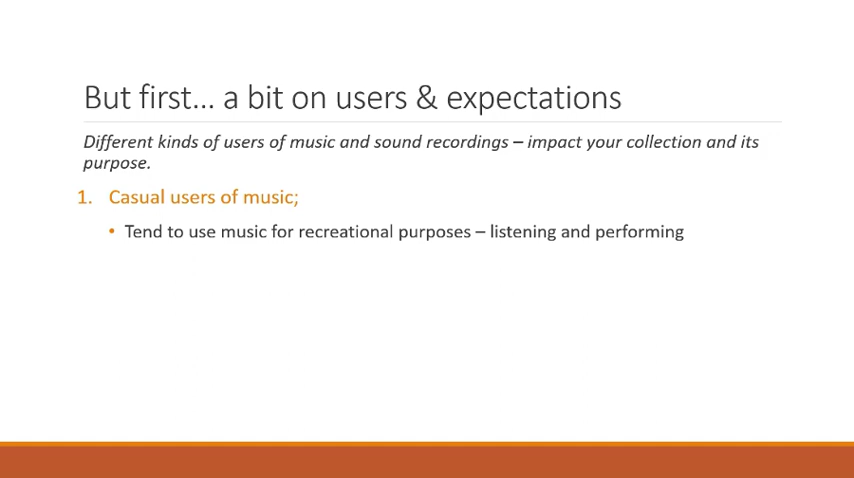 But first... a bit on users & expectations
Different kinds of users of music and sound recordings – impact your collection and its
purpose.
1. Casual users of music;
• Tend to use music for recreational purposes – listening and performing